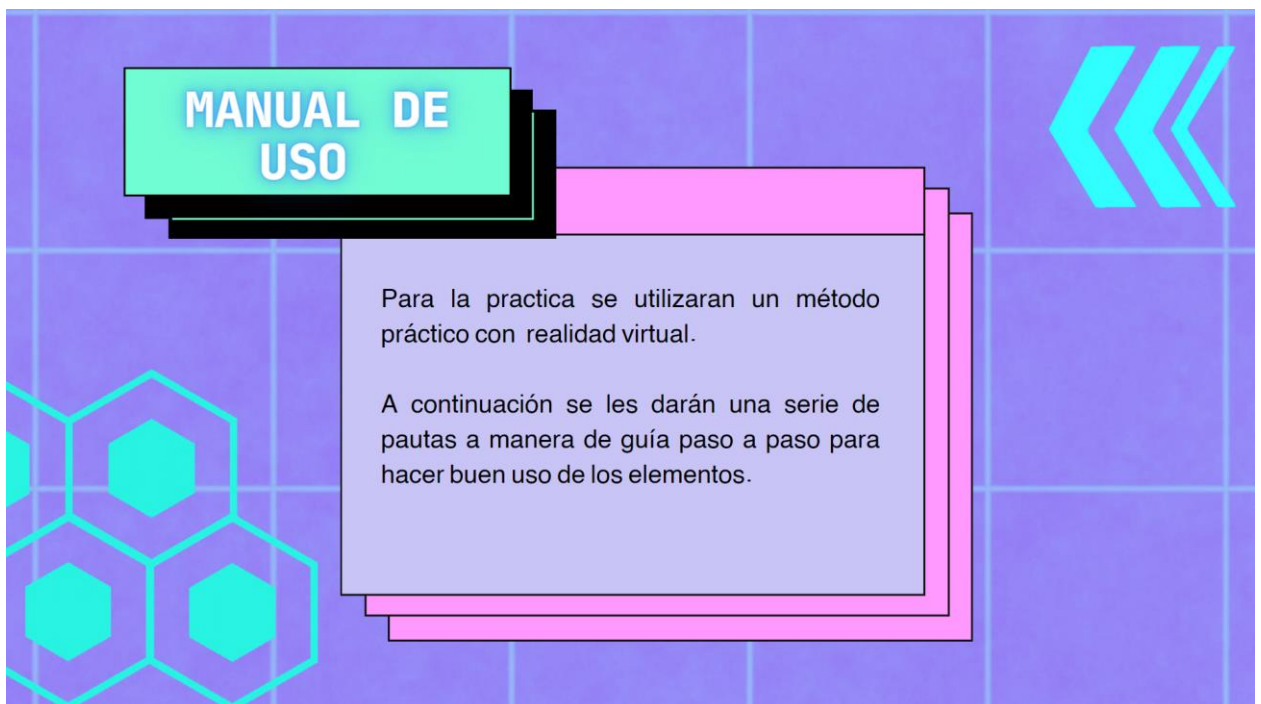 MANUAL DE
USO
Para la practica se utilizaran un método
práctico con realidad virtual.
A continuación se les darán una serie de
pautas a manera de guía paso a paso para
hacer buen uso de los elementos.